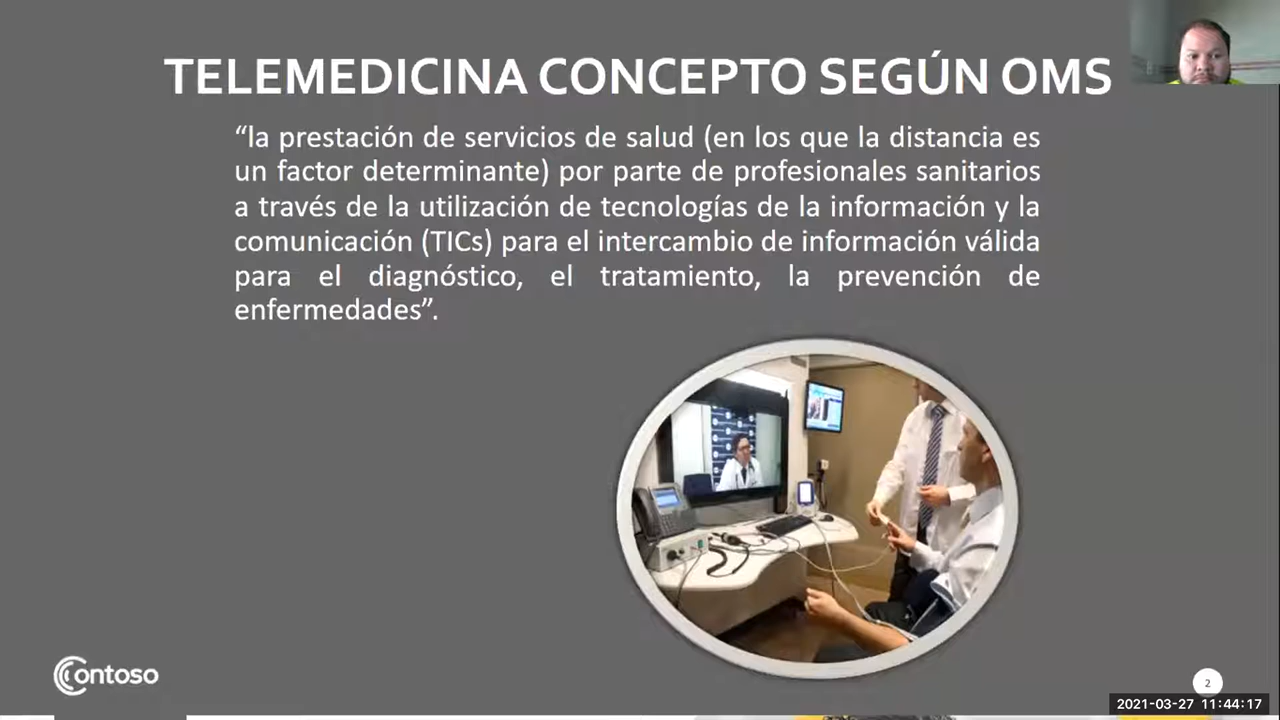 TELEMEDICINA CONCEPTO SEGÚN OMS
“la prestación de servicios de salud (en los que la distancia es
un factor determinante) por parte de profesionales sanitarios
a través de la utilización de tecnologías de la información y la
comunicación (TICs) para el intercambio de información válida
para el diagnóstico, el tratamiento, la prevención de
enfermedades”.
Contoso
2
2021-03-27 11:44:17